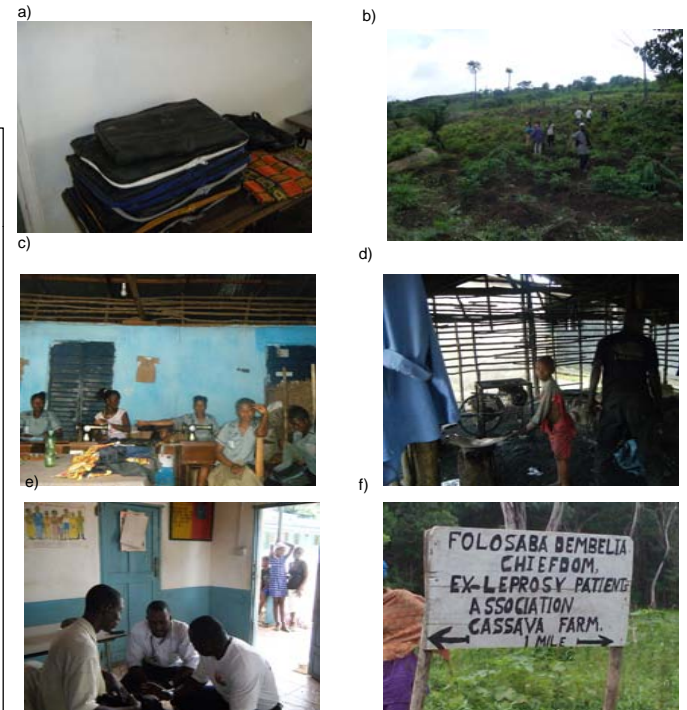 a)
b)
c)
d)
e)
f)
FOLOSABA DEMBELIA
CHIEFDOM,
EX-LEPROSY PATIENTS
ASSOCIATION
CASSAVA FARM.
1 MILE